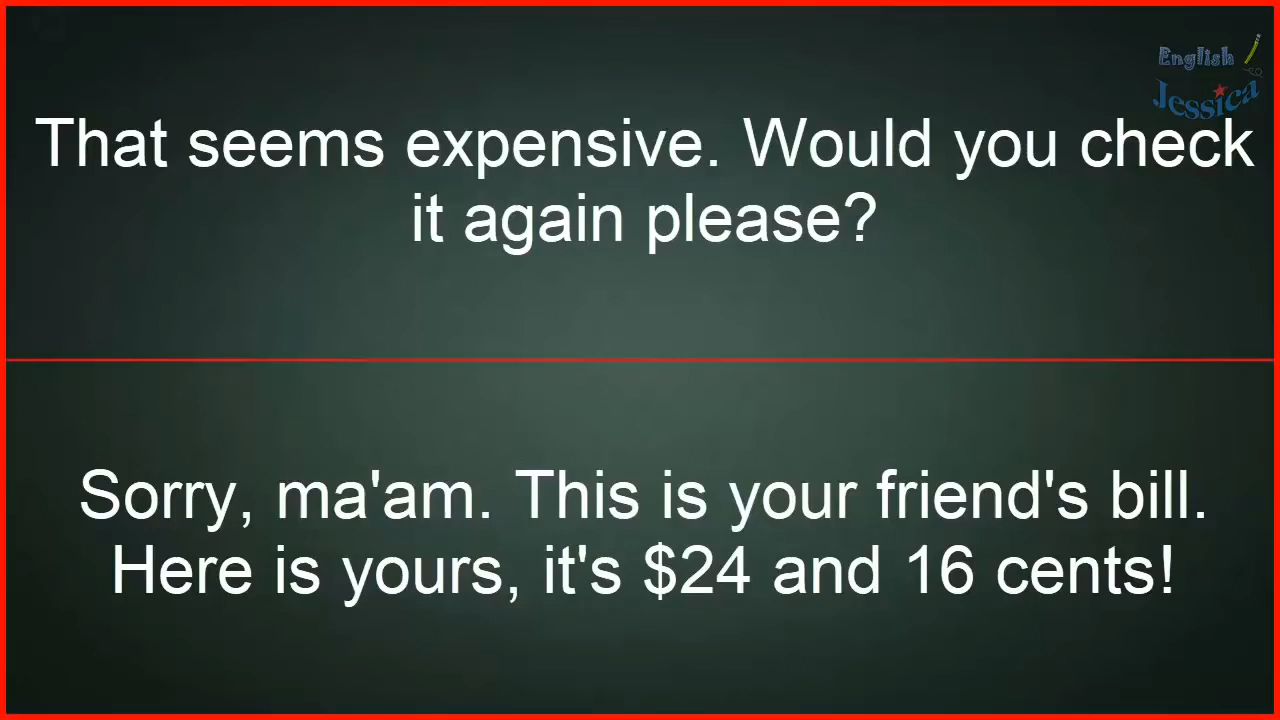 English
Jessica
That seems expensive. Would you check
it again please?
Sorry, ma'am. This is your friend's bill.
Here is yours, it's $24 and 16 cents!